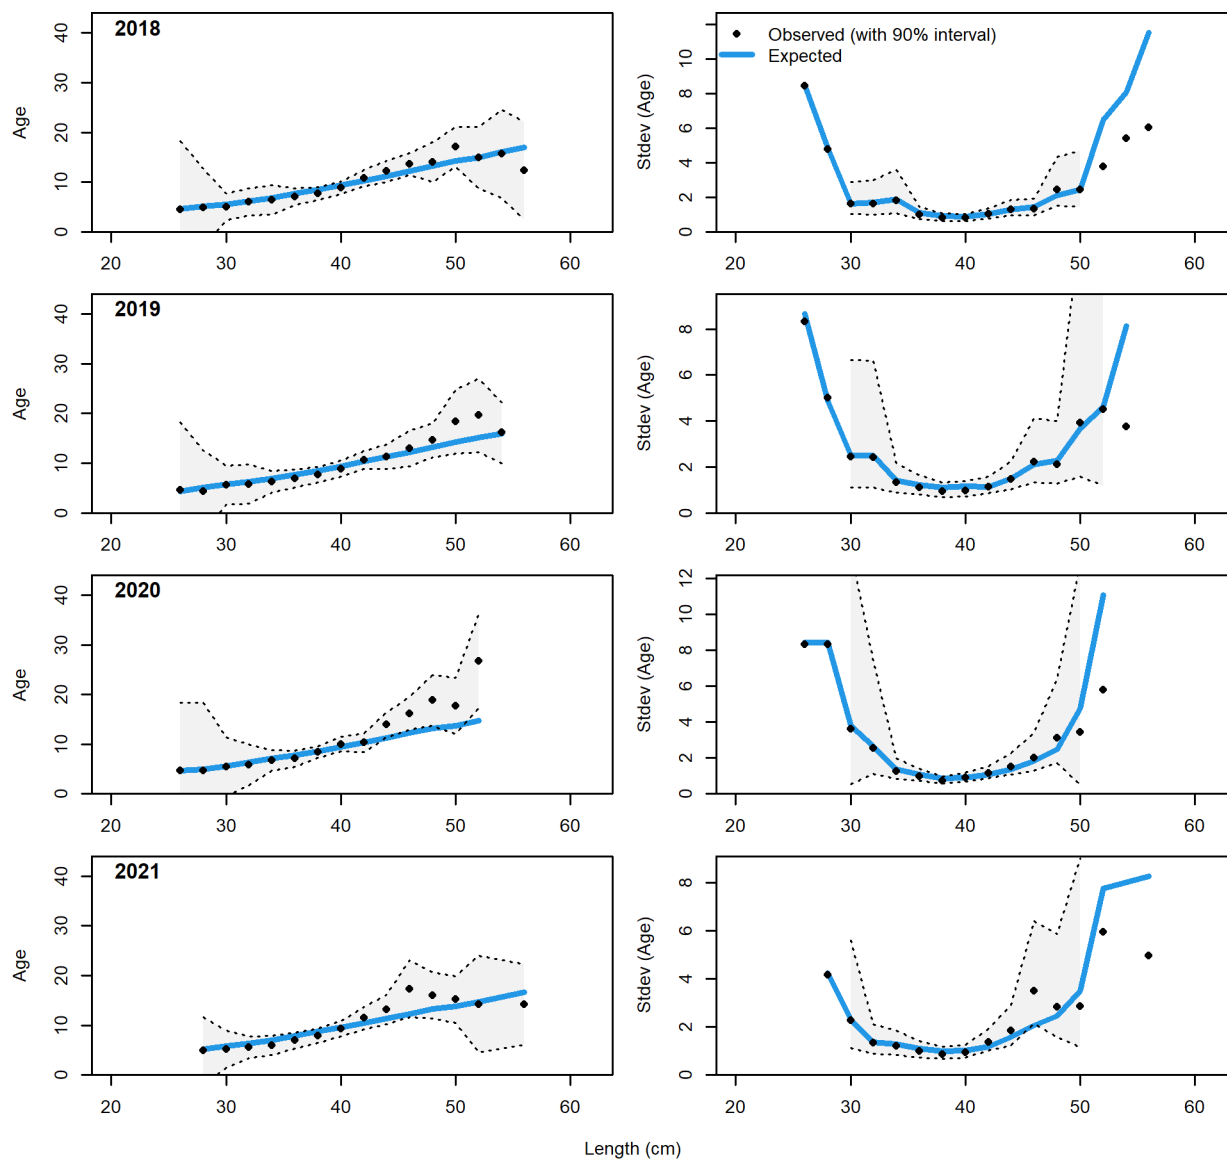 2018
Age
0 10 20 30 40
20 30 40 50 60
Observed (with 90% interval)
Expected
Stdev (Age)
0 2 4 6 8 10
20 30 40 50 60
2019
Age
0 10 20 30 40
20 30 40 50 60
Stdev (Age)
0 2 4 6 8
20 30 40 50 60
2020
Age
0 10 20 30 40
20 30 40 50 60
Stdev (Age)
0 2 4 6 8 10 12
20 30 40 50 60
2021
Age
0 10 20 30 40
20 30 40 50 60
Stdev (Age)
0 2 4 6 8
20 30 40 50 60
Length (cm)